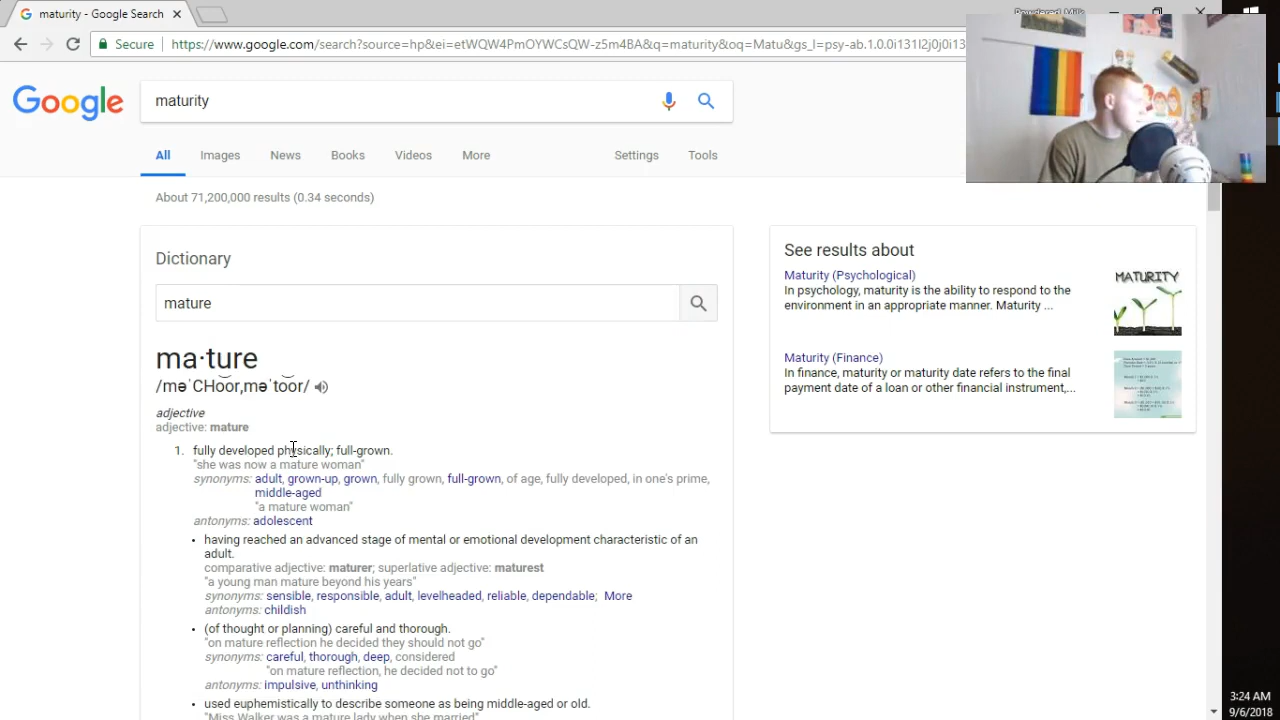 maturity - Google Search
Powdered_Milk
Secure
https://www.google.com/search?source=hp&ei=etWQW4PmOYWCsQW-z5m4BA&q=maturity&oq=Matu&gs_l=psy-ab.1.0.0i131l2j0j0i13
Google
maturity
All Images News Books Videos More Settings Tools
About 71,200,000 results (0.34 seconds)
Dictionary
mature
ma·ture
/məˈCHo͝or,məˈto͝or/
adjective
adjective: mature
1. fully developed physically; full-grown.
"she was now a mature woman"
synonyms: adult, grown-up, grown, fully grown, full-grown, of age, fully developed, in one's prime,
middle-aged
"a mature woman"
antonyms: adolescent
• having reached an advanced stage of mental or emotional development characteristic of an
adult.
comparative adjective: maturer; superlative adjective: maturest
"a young man mature beyond his years"
synonyms: sensible, responsible, adult, levelheaded, reliable, dependable; More
antonyms: childish
• (of thought or planning) careful and thorough.
"on mature reflection he decided they should not go"
synonyms: careful, thorough, deep, considered
"on mature reflection, he decided not to go"
antonyms: impulsive, unthinking
• used euphemistically to describe someone as being middle-aged or old.
"Miss Walker was a mature lady when she married"
See results about
Maturity (Psychological)
In psychology, maturity is the ability to respond to the
environment in an appropriate manner. Maturity ...
MATURITY
Maturity (Finance)
In finance, maturity or maturity date refers to the final
payment date of a loan or other financial instrument,...
3:24 AM
9/6/2018